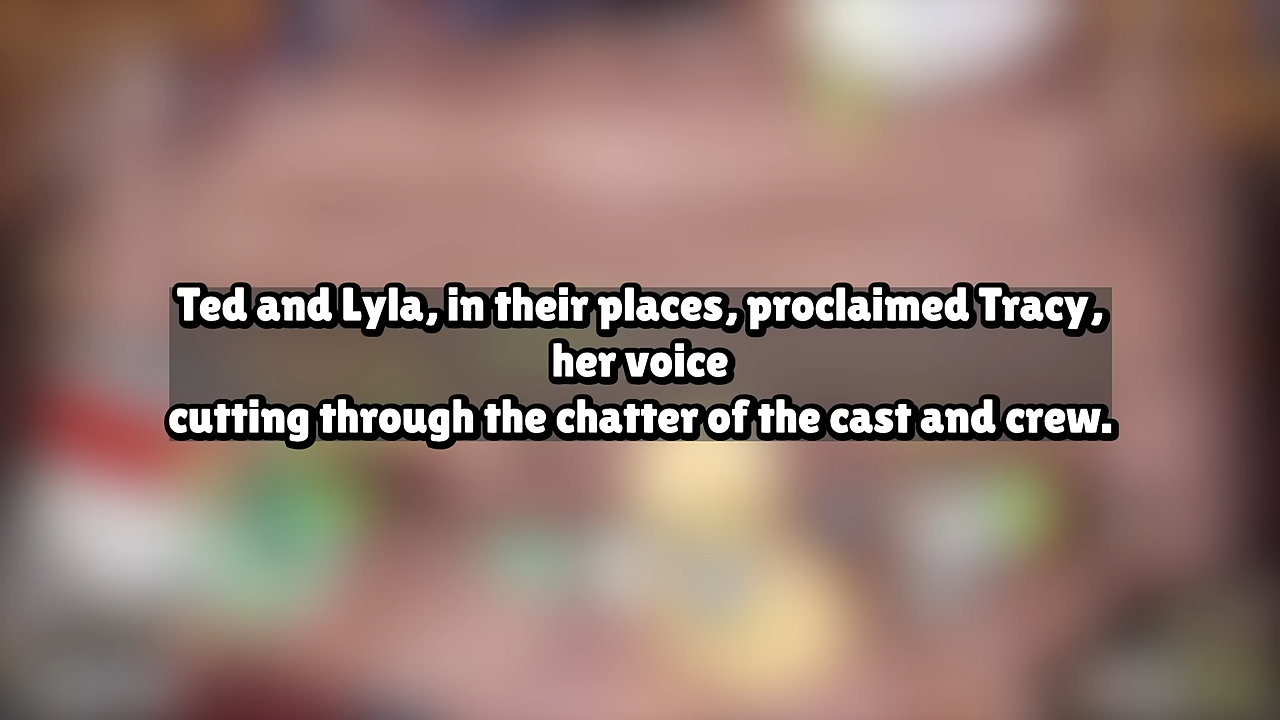 Ted and Lyla, in their places, proclaimed Tracy,
her voice
cutting through the chatter of the cast and crew.